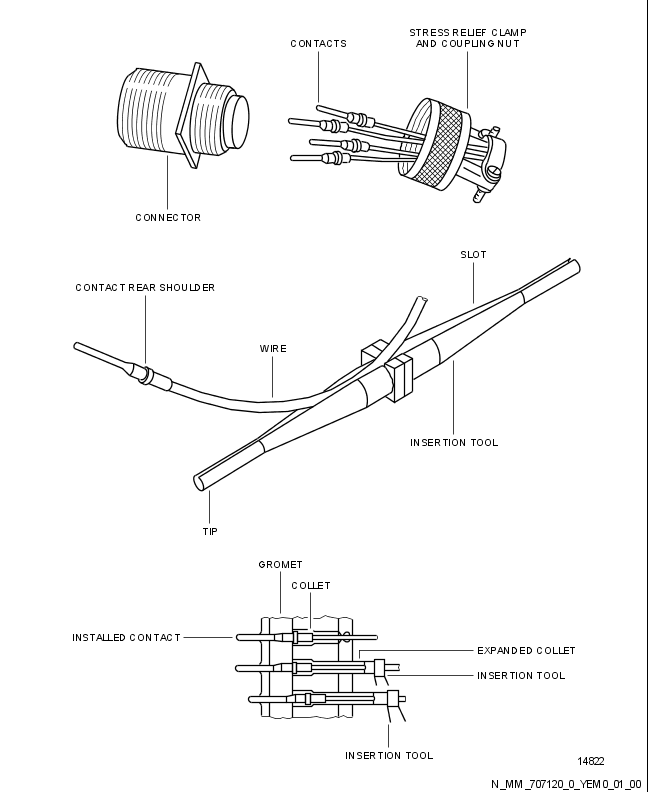 STRESS RELIEF CLAMP
AND COUPLING NUT
CONTACTS
CONNECTOR
SLOT
CONTACT REAR SHOULDER
WIRE
INSERTION TOOL
TIP
GROMET
COLLET
INSTALLED CONTACT
EXPANDED COLLET
INSERTION TOOL
INSERTION TOOL
14822
N_MM_707120_0_YEM0_01_00